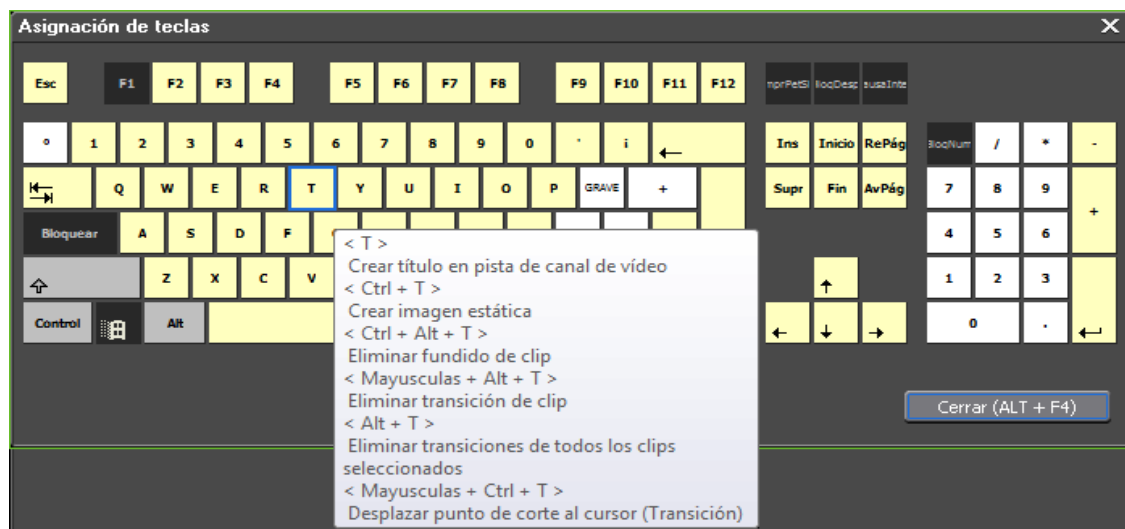 Asignación de teclas
Esc F1 F2 F3 F4 F5 F6 F7 F8 F9 F10 F11 F12
º 1 2 3 4 5 6 7 8 9 0 ' ¡ ← Ins Inicio RePág BloqNum / * -
Q W E R T Y U I O P GRAVE + Supr Fin AvPág 7 8 9 +
Bloquear A S D F 4 5 6
Z X C V ↑ 1 2 3
Control Alt ← ↓ → 0 .
< T >
Crear título en pista de canal de vídeo
< Ctrl + T >
Crear imagen estática
< Ctrl + Alt + T >
Eliminar fundido de clip
< Mayusculas + Alt + T >
Eliminar transición de clip
< Alt + T >
Eliminar transiciones de todos los clips
seleccionados
< Mayusculas + Ctrl + T >
Desplazar punto de corte al cursor (Transición)
Cerrar (ALT + F4)